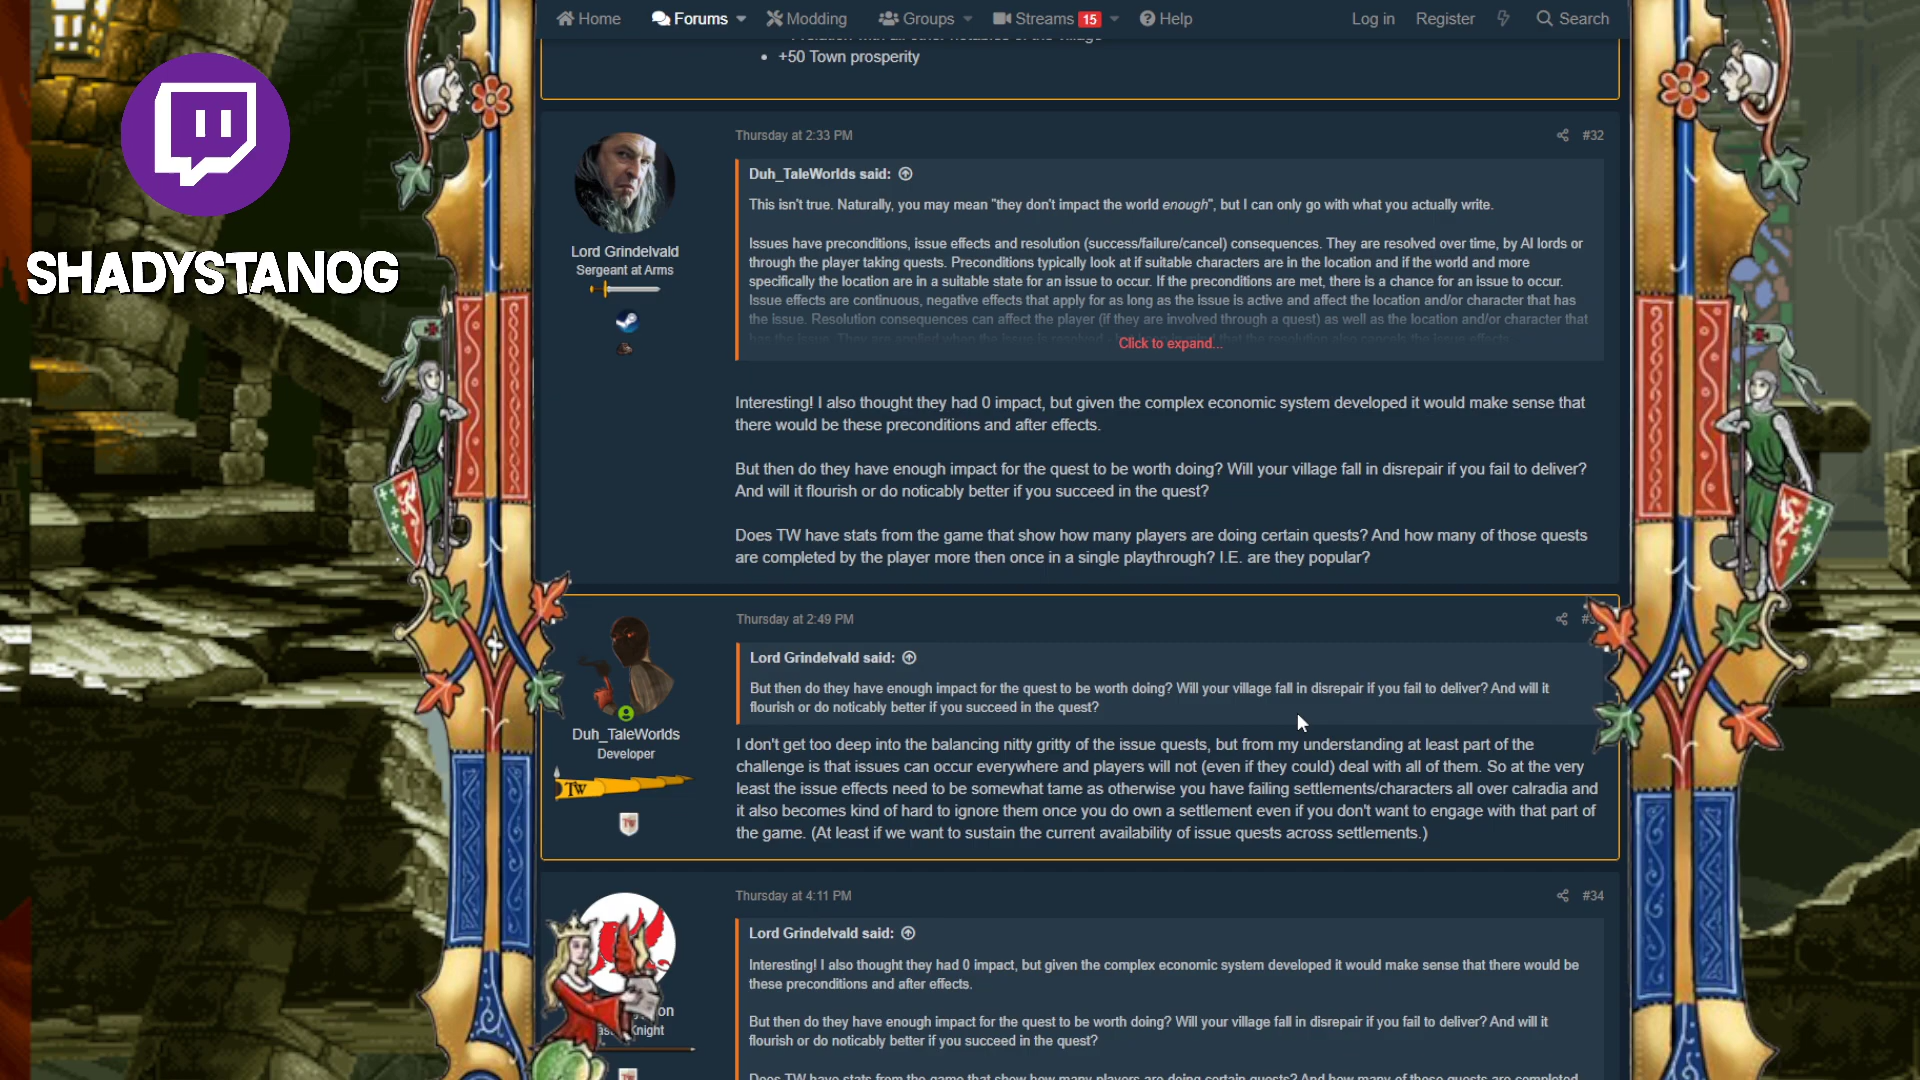 Home
Forums
Modding
Groups
Streams 15
Help
Log in
Register
Search
+50 Town prosperity
SHADYSTANOG
Thursday at 2:33 PM
#32
Lord Grindelvald
Sergeant at Arms
Duh_TaleWorlds said:
This isn't true. Naturally, you may mean "they don't impact the world enough", but I can only go with what you actually write.
Issues have preconditions, issue effects and resolution (success/failure/cancel) consequences. They are resolved over time, by AI lords or
through the player taking quests. Preconditions typically look at if suitable characters are in the location and if the world and more
specifically the location are in a suitable state for an issue to occur. If the preconditions are met, there is a chance for an issue to occur.
Issue effects are continuous, negative effects that apply for as long as the issue is active and affect the location and/or character that has
the issue. Resolution consequences can affect the player (if they are involved through a quest) as well as the location and/or character that
Click to expand...
Interesting! I also thought they had 0 impact, but given the complex economic system developed it would make sense that
there would be these preconditions and after effects.
But then do they have enough impact for the quest to be worth doing? Will your village fall in disrepair if you fail to deliver?
And will it flourish or do noticably better if you succeed in the quest?
Does TW have stats from the game that show how many players are doing certain quests? And how many of those quests
are completed by the player more then once in a single playthrough? I.E. are they popular?
Thursday at 2:49 PM
Duh_TaleWorlds
Developer
TW
Lord Grindelvald said:
But then do they have enough impact for the quest to be worth doing? Will your village fall in disrepair if you fail to deliver? And will it
flourish or do noticably better if you succeed in the quest?
I don't get too deep into the balancing nitty gritty of the issue quests, but from my understanding at least part of the
challenge is that issues can occur everywhere and players will not (even if they could) deal with all of them. So at the very
least the issue effects need to be somewhat tame as otherwise you have failing settlements/characters all over calradia and
it also becomes kind of hard to ignore them once you do own a settlement even if you don't want to engage with that part of
the game. (At least if we want to sustain the current availability of issue quests across settlements.)
Thursday at 4:11 PM
#34
Knight
Lord Grindelvald said:
Interesting! I also thought they had 0 impact, but given the complex economic system developed it would make sense that there would be
these preconditions and after effects.
But then do they have enough impact for the quest to be worth doing? Will your village fall in disrepair if you fail to deliver? And will it
flourish or do noticably better if you succeed in the quest?
Does TW have stats from the game that show how many players are doing certain quests? And how many of those quests are completed